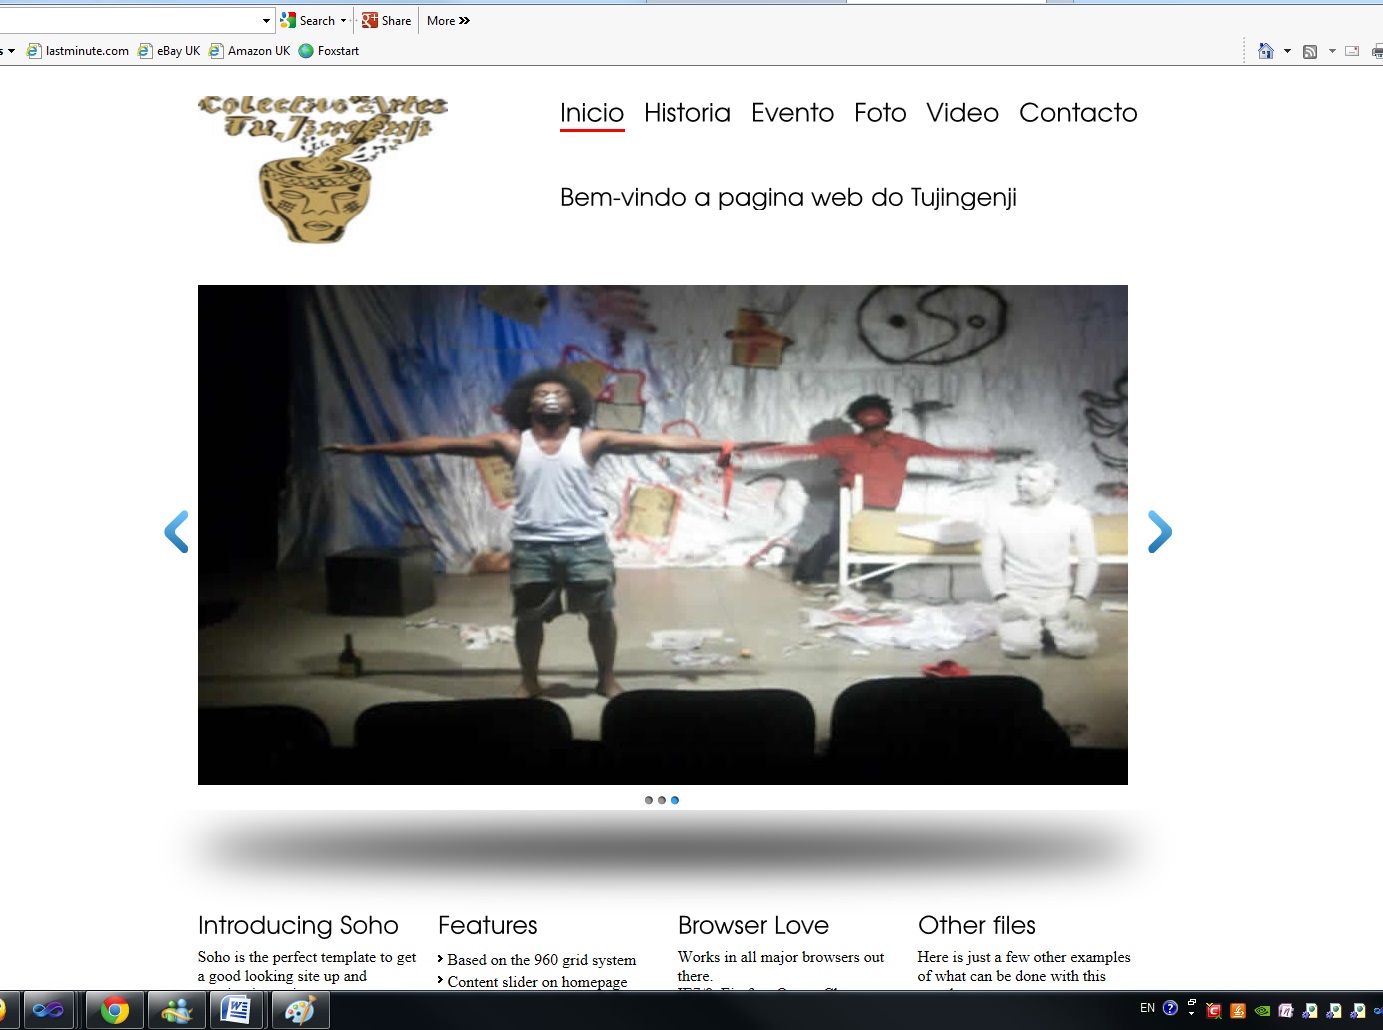 Search Share More
lastminute.com eBay UK Amazon UK Foxstart
Colectivo Artes
Tu Jingenji
Inicio Historia Evento Foto Video Contacto
Bem-vindo a pagina web do Tujingenji
Introducing Soho
Soho is the perfect template to get
a good looking site up and
Features
Based on the 960 grid system
Content slider on homepage
Browser Love
Works in all major browsers out
there.
Other files
Here is just a few other examples
of what can be done with this
EN